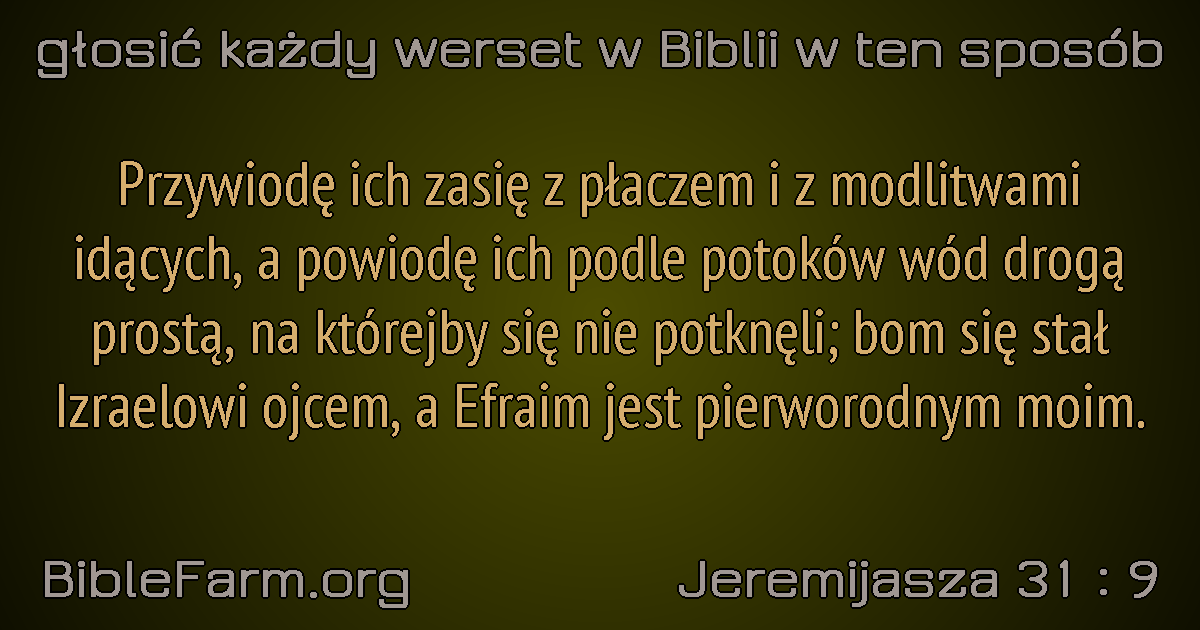 głosić każdy werset w Biblii w ten sposób
Przywiodę ich zasię z płaczem i z modlitwami
idących, a powiodę ich podle potoków wód drogą
prostą, na którejby się nie potknęli; bom się stał
Izraelowi ojcem, a Efraim jest pierworodnym moim.
BibleFarm.org
Jeremijasza 31 : 9